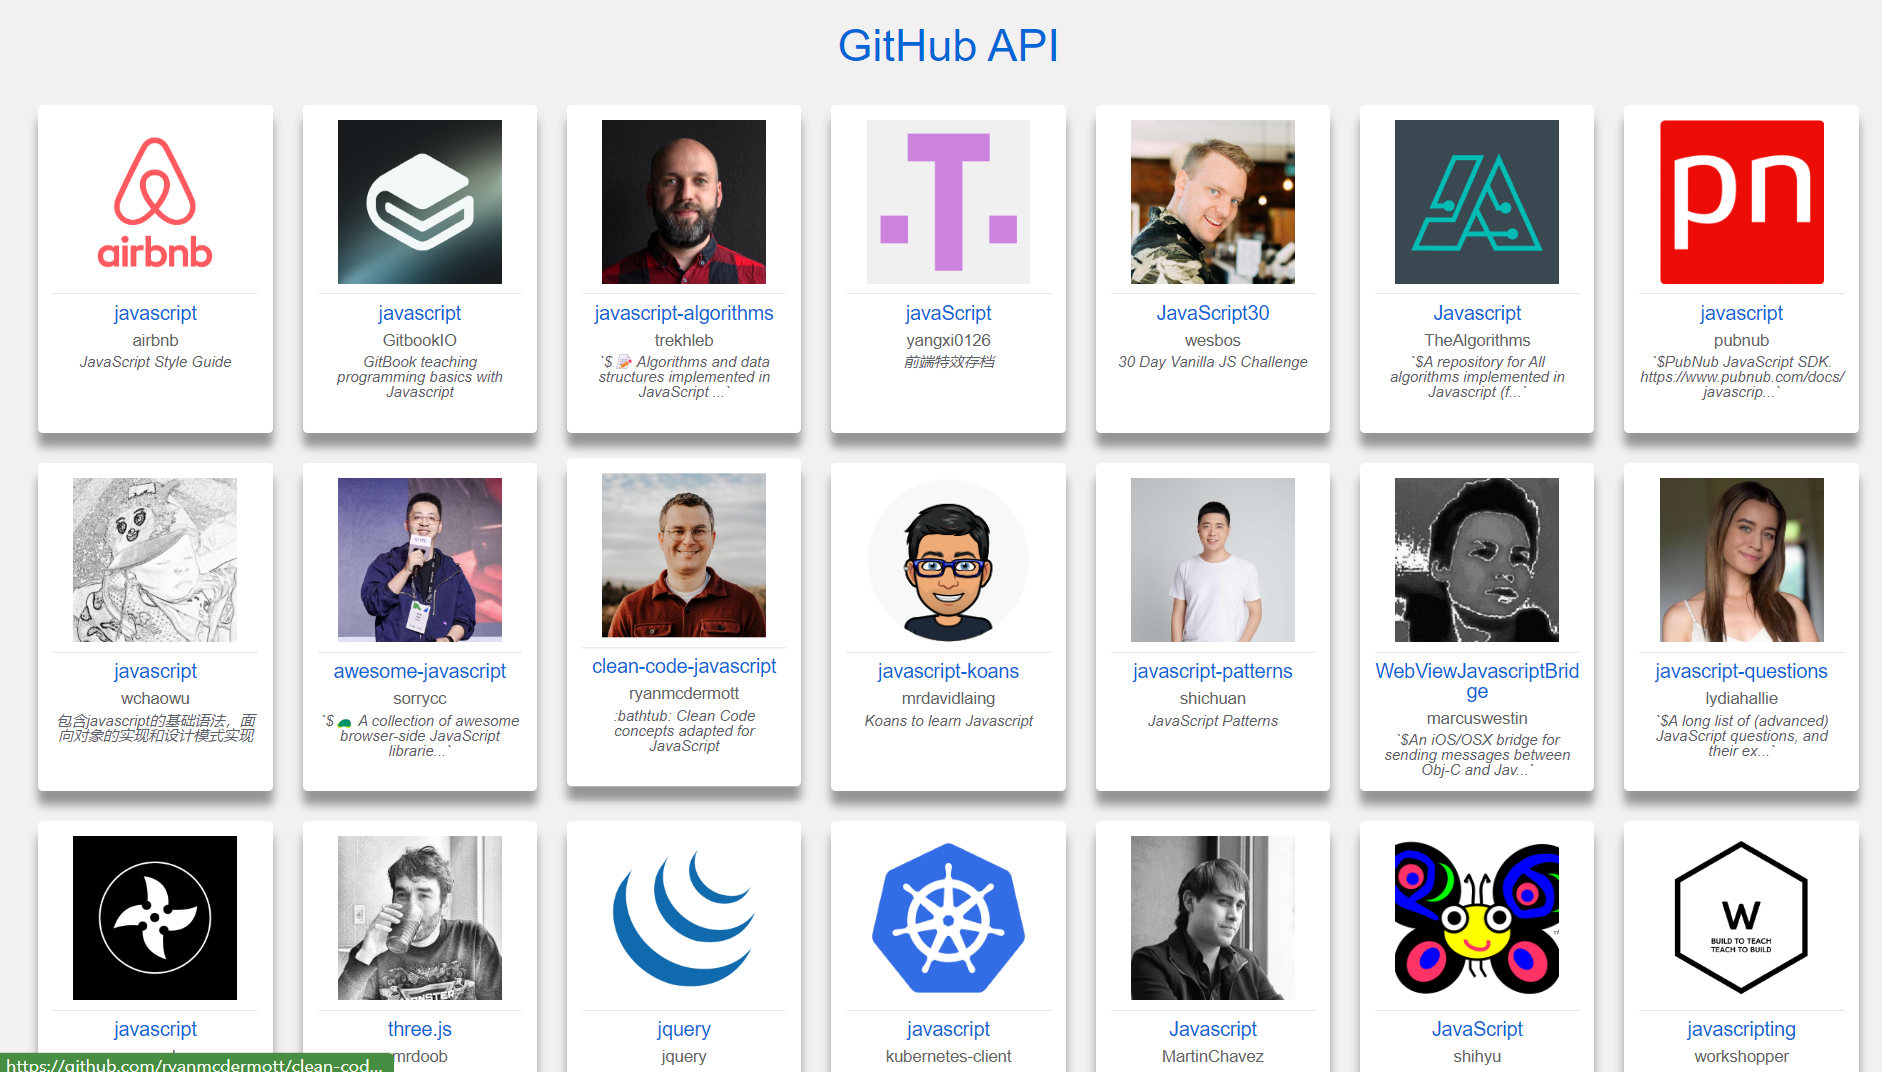 GitHub API
airbnb
javascript
airbnb
JavaScript Style Guide
javascript
GitbookIO
GitBook teaching
programming basics with
Javascript
javascript-algorithms
trekhleb
`$ 📝 Algorithms and data
structures implemented in
JavaScript ...`
javaScript
yangxi0126
前端特效存档
JavaScript30
wesbos
30 Day Vanilla JS Challenge
Javascript
TheAlgorithms
`$A repository for All
algorithms implemented in
Javascript (f...`
pn
javascript
pubnub
`$PubNub JavaScript SDK.
https://www.pubnub.com/docs/
javascrip...`
javascript
wchaowu
包含javascript的基础语法，面
向对象的实现和设计模式实现
awesome-javascript
sorrycc
`$ 🐢 A collection of awesome
browser-side JavaScript
librarie...`
clean-code-javascript
ryanmcdermott
:bathtub: Clean Code
concepts adapted for
JavaScript
javascript-koans
mrdavidlaing
Koans to learn Javascript
javascript-patterns
shichuan
JavaScript Patterns
WebViewJavascriptBrid
ge
marcuswestin
`$An iOS/OSX bridge for
sending messages between
Obj-C and Jav...`
javascript-questions
lydiahallie
`$A long list of (advanced)
JavaScript questions, and
their ex...`
javascript
three.js
mrdoob
jquery
jquery
javascript
kubernetes-client
Javascript
MartinChavez
JavaScript
shihyu
W
BUILD TO TEACH
TEACH TO BUILD
javascripting
workshopper
https://github.com/ryanmcdermott/clean-cod...